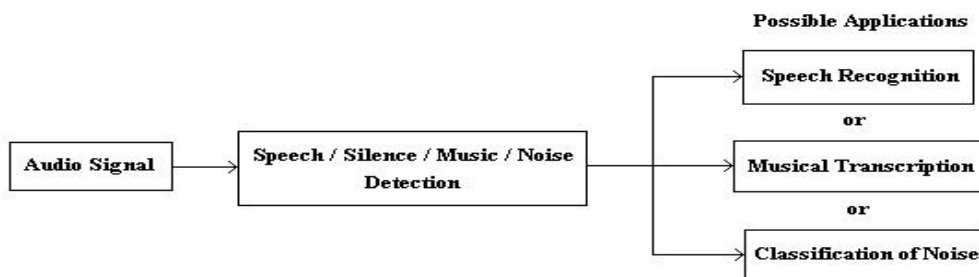 Possible Applications
Speech Recognition
or
Audio Signal
Speech / Silence / Music / Noise
Detection
Musical Transcription
or
Classification of Noise